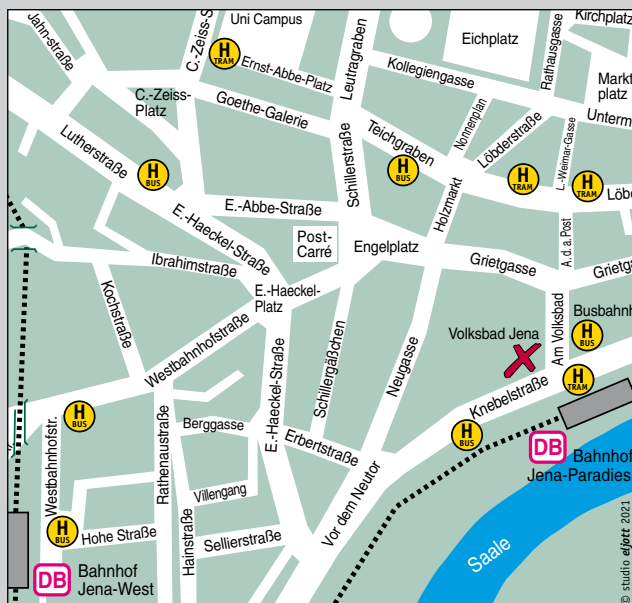 Jahn-straße
C.-Zeiss-S
Uni Campus
Leutragraben
Eichplatz
Rathausgasse
Kirchplatz
H
TRAM
Ernst-Abbe-Platz
Kollegiengasse
Markt
platz
C.-Zeiss-
Platz
Goethe-Galerie
Unterm
Teichgraben
Nonnenplan
Löbderstraße
L.-Weimar-Gasse
Lutherstraße
Schillerstraße
H
BUS
H
BUS
H
TRAM
H
TRAM
Löbe
E.-Abbe-Straße
Holzmarkt
E.-Haeckel-Straße
Post-
Carré
Engelplatz
A.d.a.Post
Ibrahimstraße
Grietgasse
Grietga
E.-Haeckel-
Platz
Kochstraße
Westbahnhofstraße
Schillergäßchen
Neugasse
Volksbad Jena
Am Volksbad
Busbahnh
H
BUS
H
TRAM
E.-Haeckel-Straße
Knebelstraße
H
BUS
Westbahnhofstr.
Rathenaustraße
Berggasse
Erbertstraße
H
BUS
DB
Bahnhof
Jena-Paradies
Villengang
Vor dem Neutor
H
BUS
Hohe Straße
Hainstraße
Sellierstraße
Saale
DB
Bahnhof
Jena-West
© studio eljott 2021